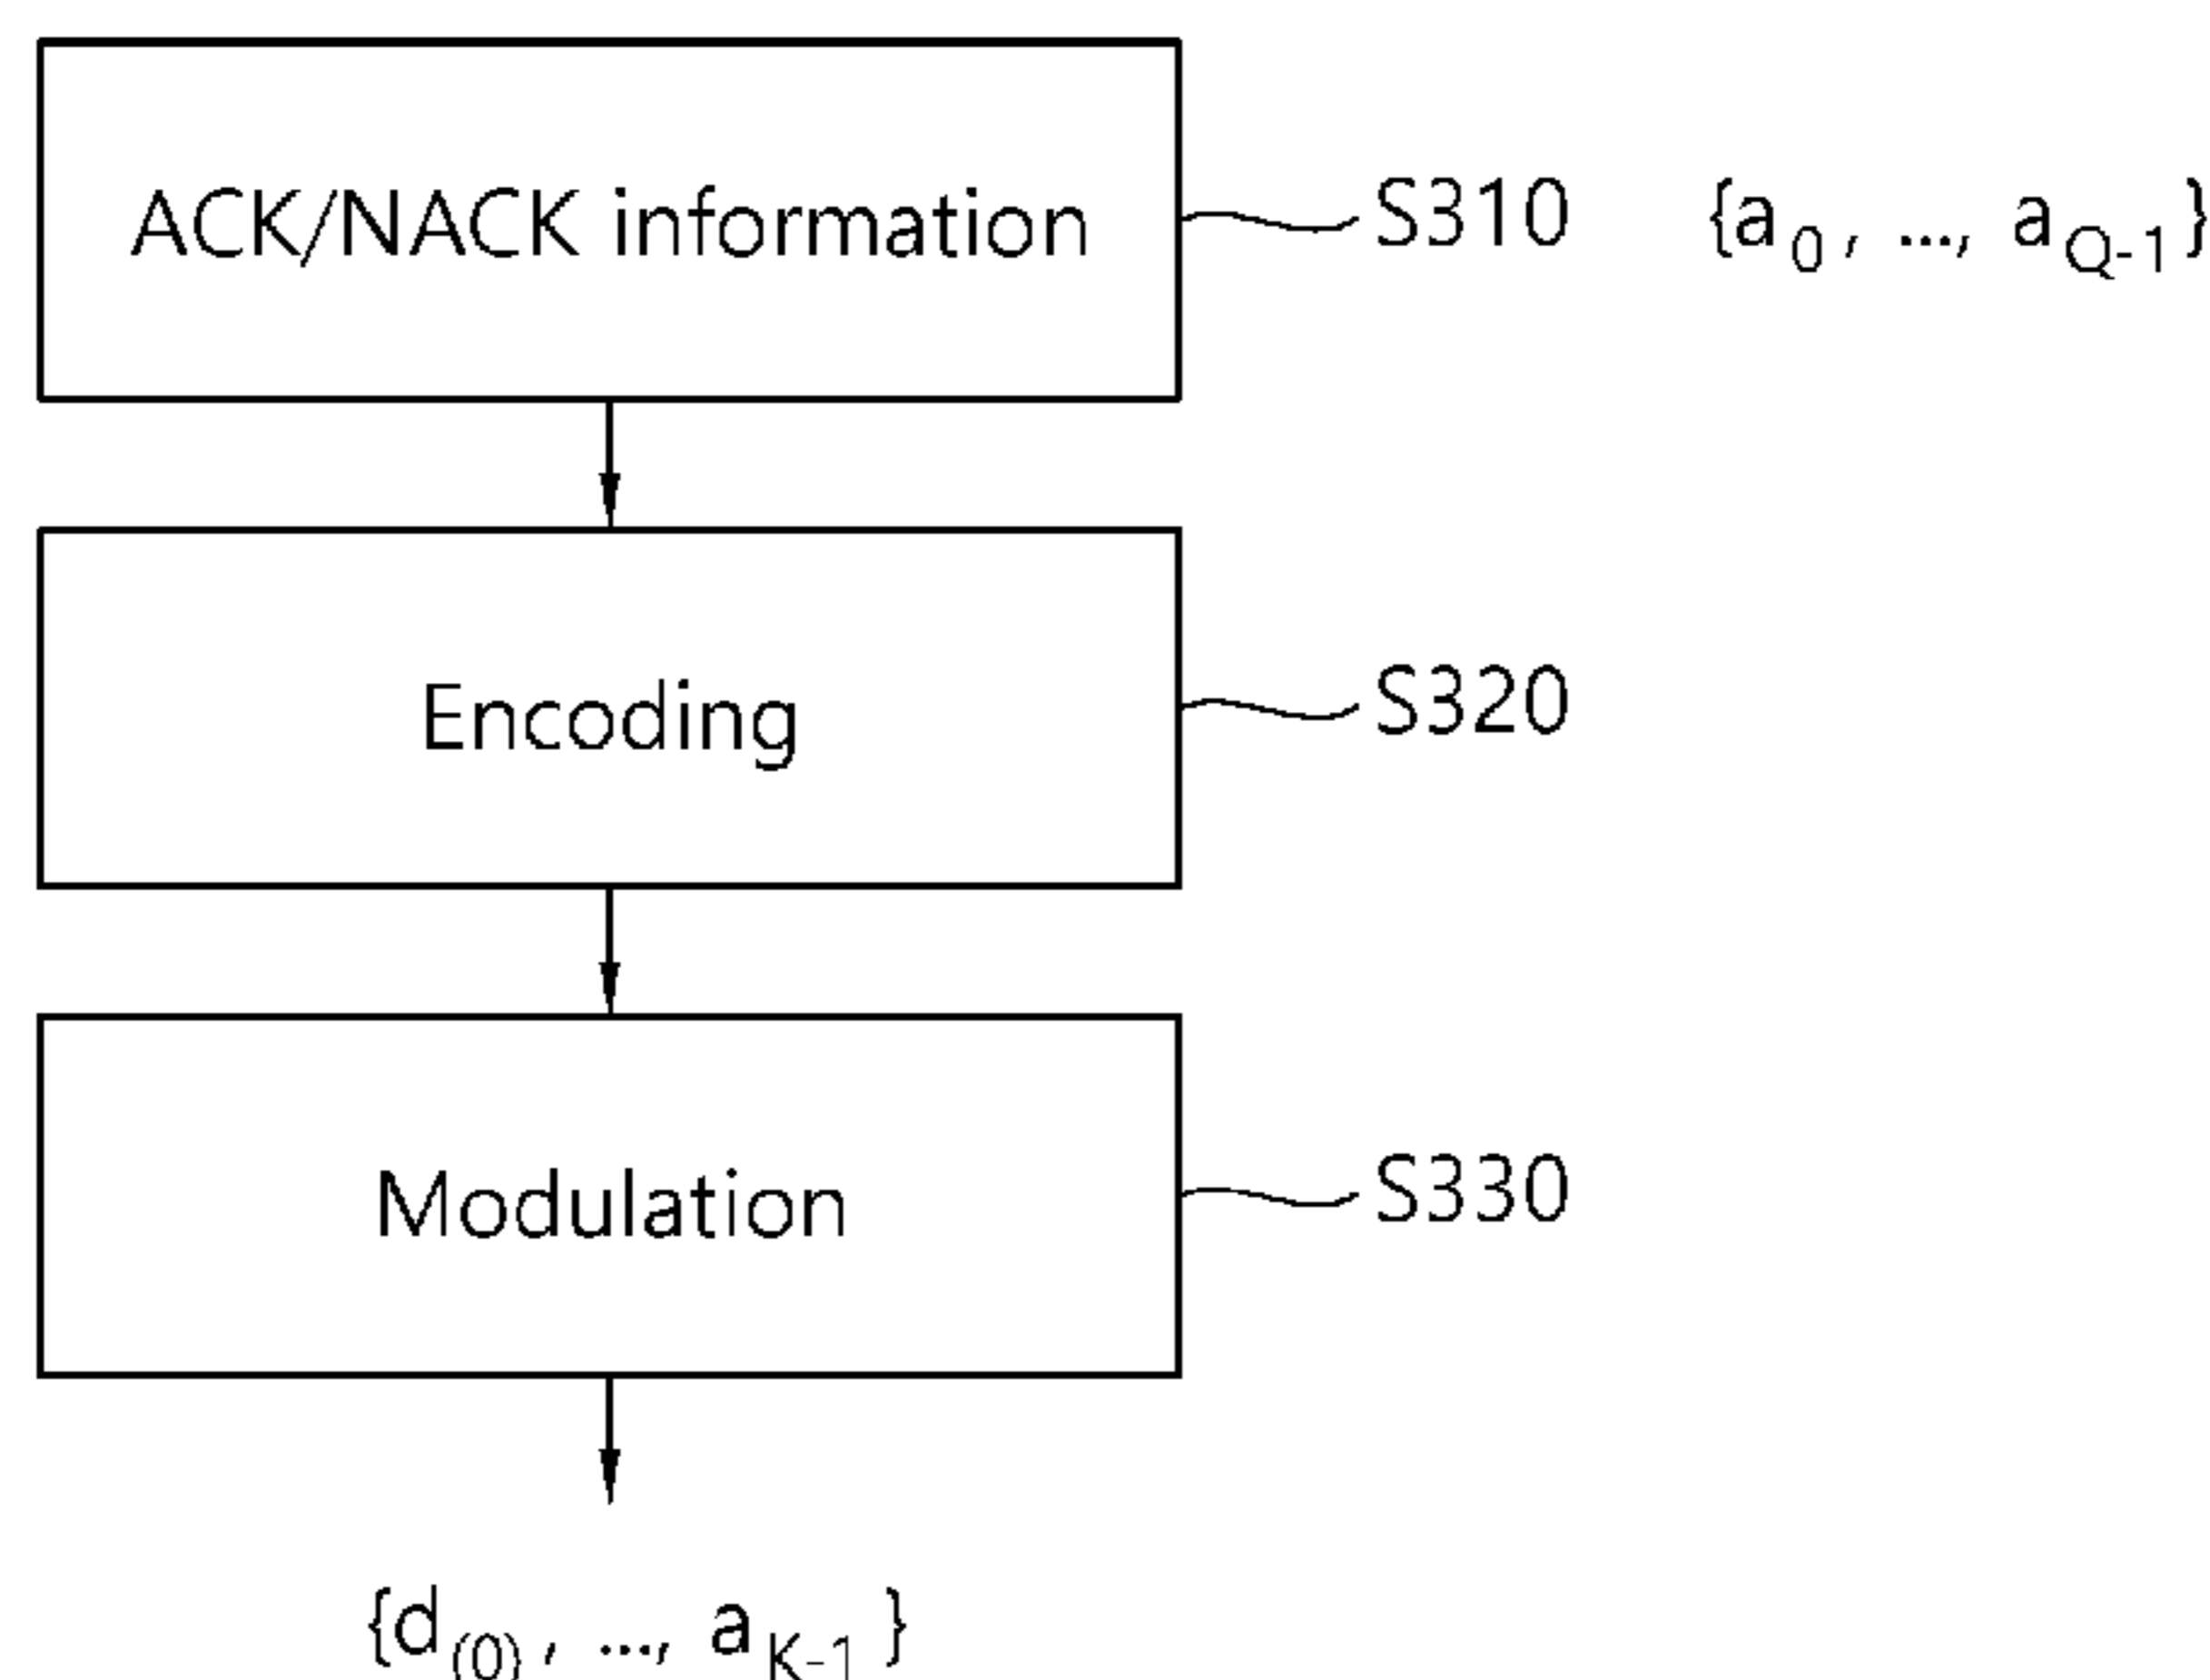 ACK/NACK information S310 {a0, ..., aQ-1}
Encoding S320
Modulation S330
{d(0), ..., aK-1}